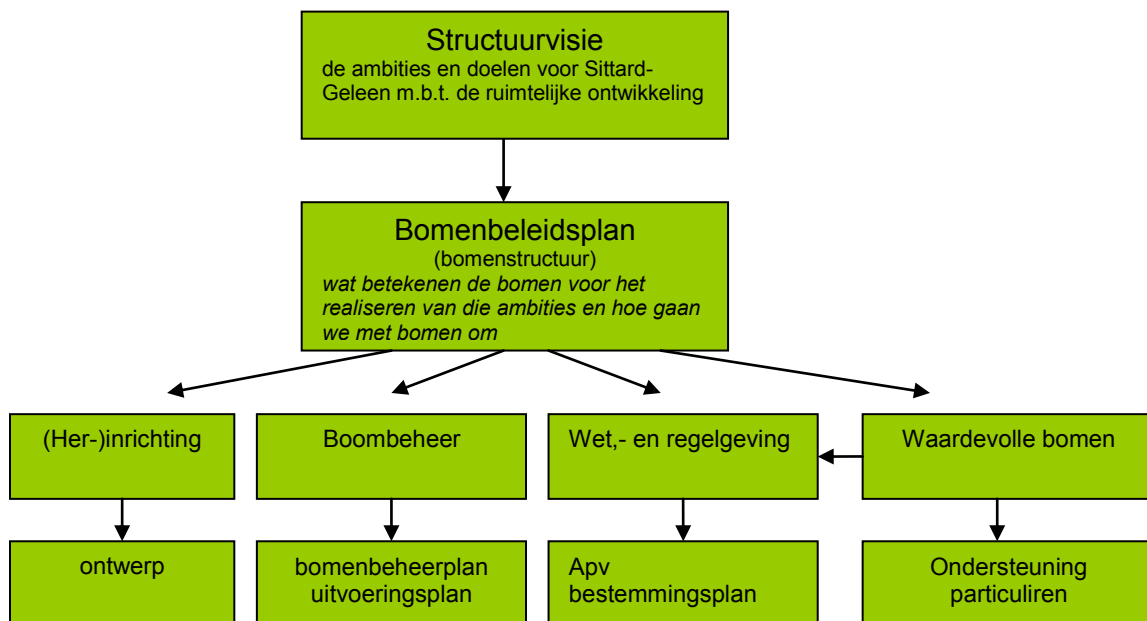 Structuurvisie
de ambities en doelen voor Sittard-
Geleen m.b.t. de ruimtelijke ontwikkeling
Bomenbeleidsplan
(bomenstructuur)
wat betekenen de bomen voor het
realiseren van die ambities en hoe gaan
we met bomen om
(Her-)inrichting
Boombeheer
Wet,- en regelgeving
Waardevolle bomen
ontwerp
bomenbeheerplan
uitvoeringsplan
Apv
bestemmingsplan
Ondersteuning
particuliren